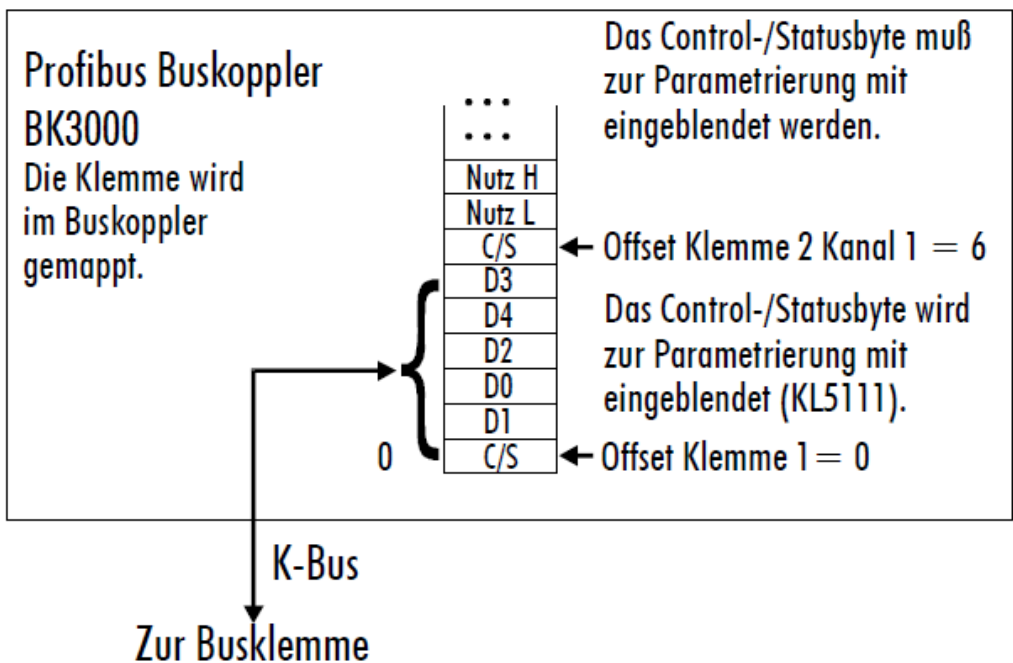 Profibus Buskoppler
BK3000
Die Klemme wird
im Buskoppler
gemappt.
• • •
• • •
Nutz H
Nutz L
C/S
D3
D4
D2
D0
D1
0
C/S
Das Control-/Statusbyte muß
zur Parametrierung mit
eingeblendet werden.
Offset Klemme 2 Kanal 1 = 6
Das Control-/Statusbyte wird
zur Parametrierung mit
eingeblendet (KL5111).
Offset Klemme 1 = 0
K-Bus
Zur Busklemme